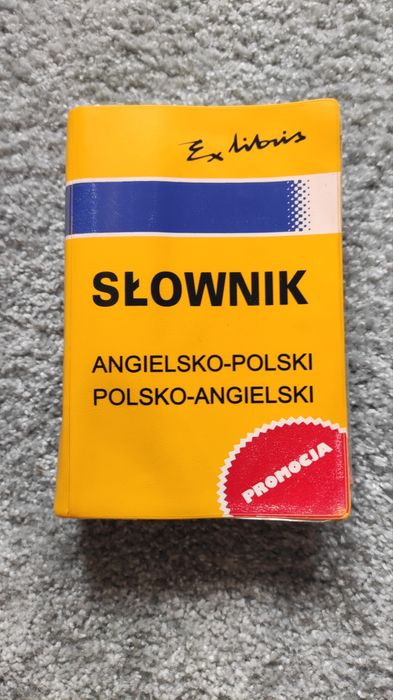 Ex libris
SŁOWNIK
ANGIELSKO-POLSKI
POLSKO-ANGIELSKI
PROMOCJA